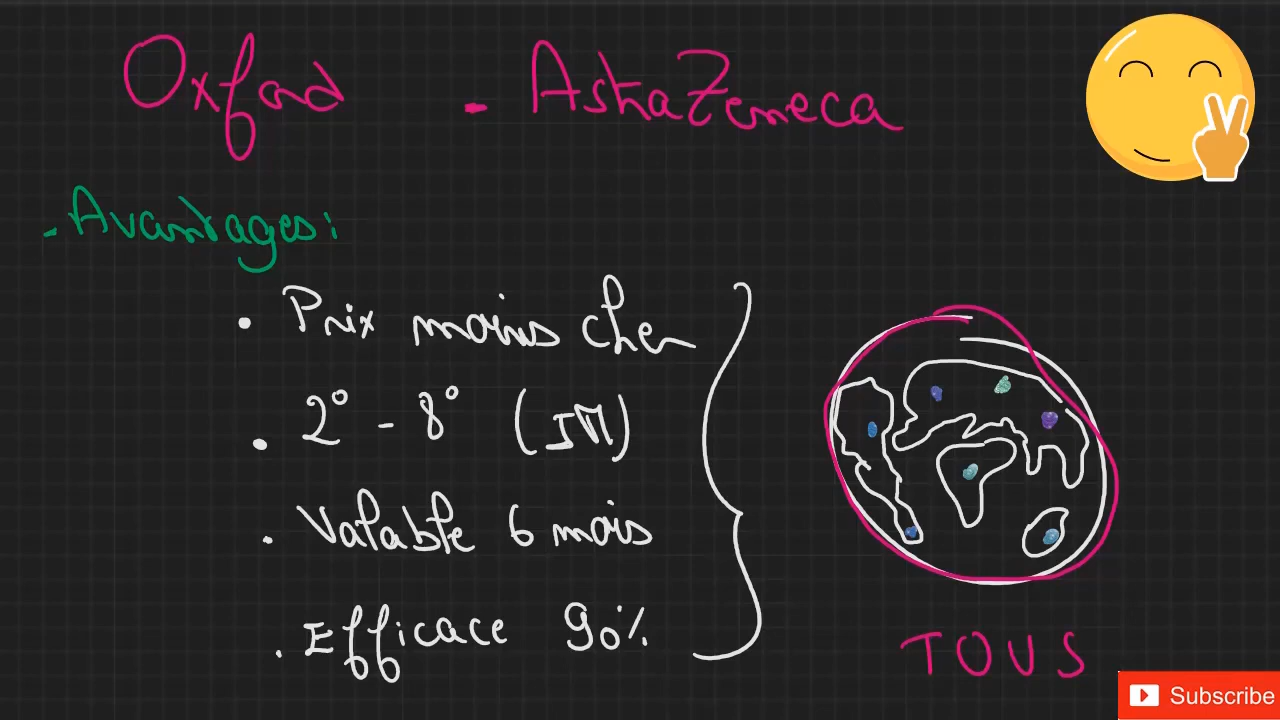 Oxford - AstraZeneca
- Avantages:
• Prix moins cher
• 2° - 8° (IM)
• Valable 6 mois
• Efficace 90%
TOUS
Subscribe